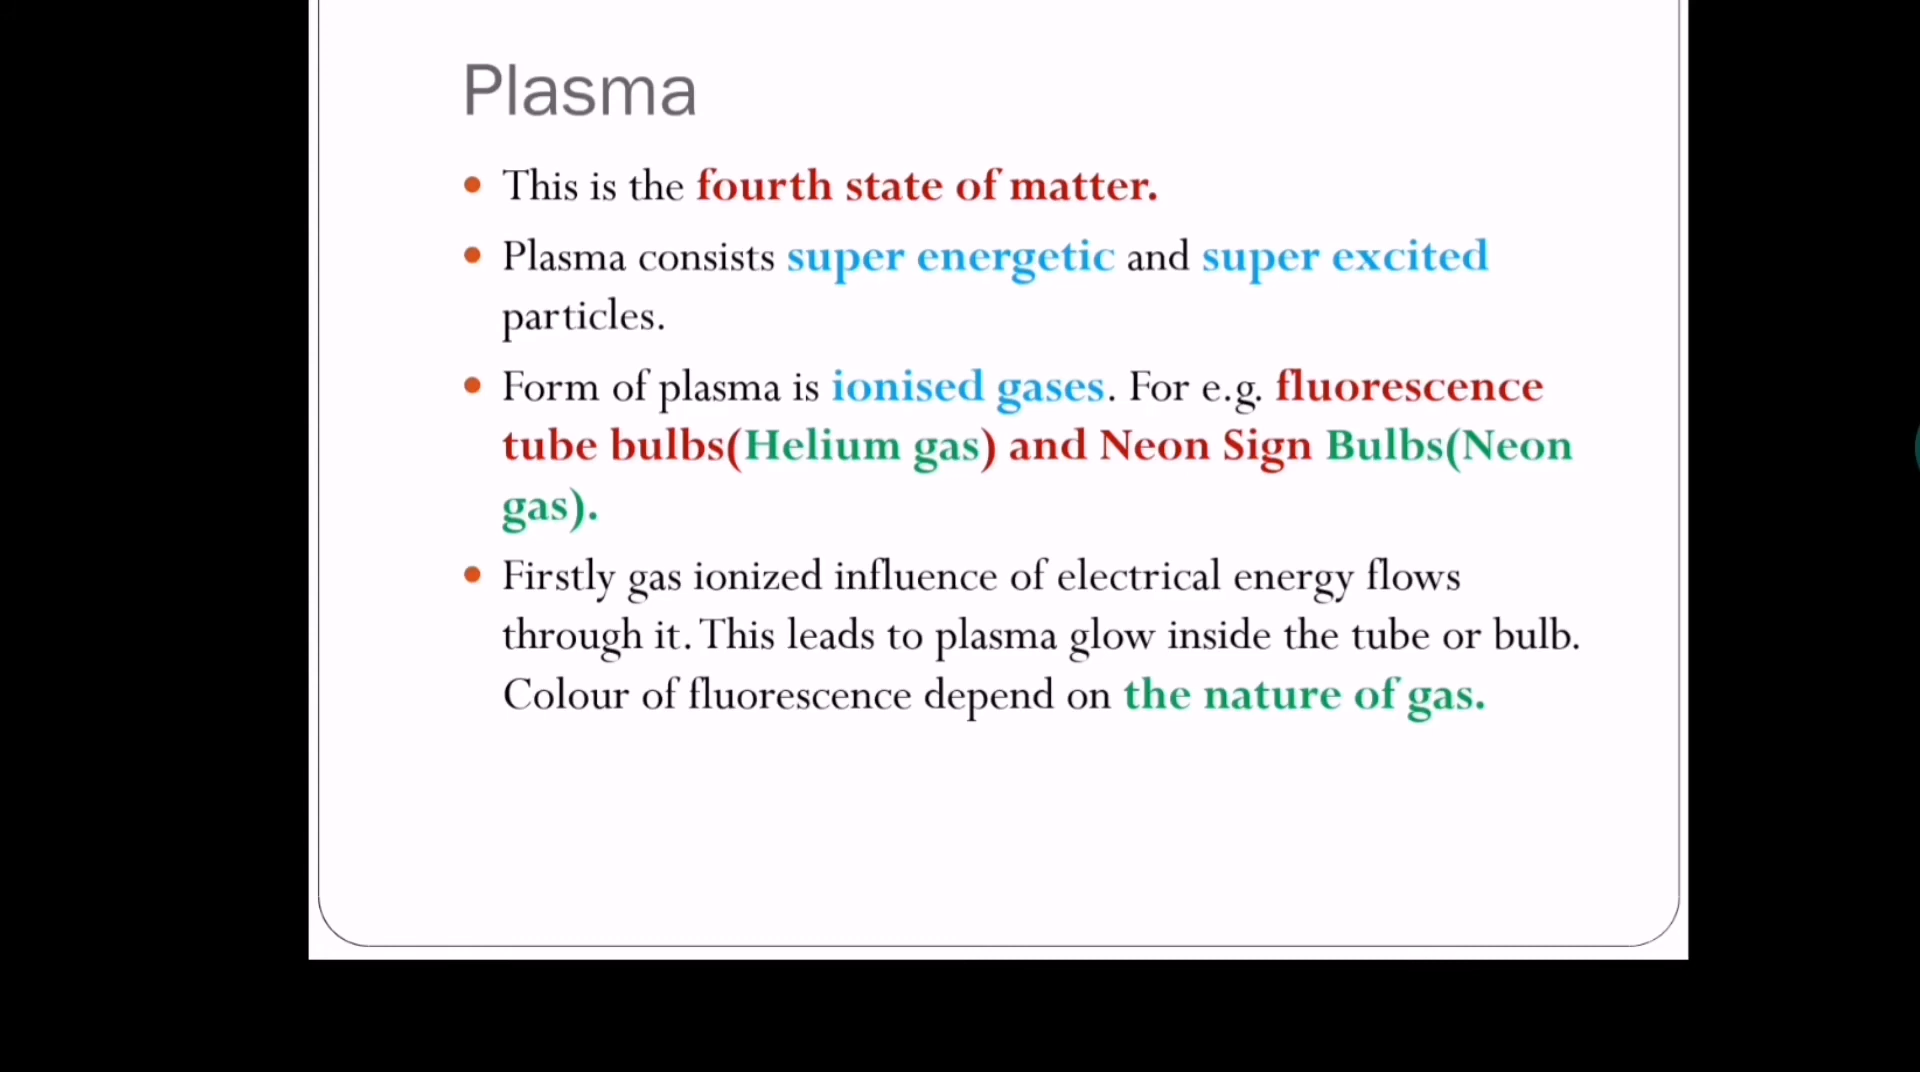 Plasma
• This is the fourth state of matter.
• Plasma consists super energetic and super excited
particles.
• Form of plasma is ionised gases. For e.g. fluorescence
tube bulbs(Helium gas) and Neon Sign Bulbs(Neon
gas).
• Firstly gas ionized influence of electrical energy flows
through it. This leads to plasma glow inside the tube or bulb.
Colour of fluorescence depend on the nature of gas.